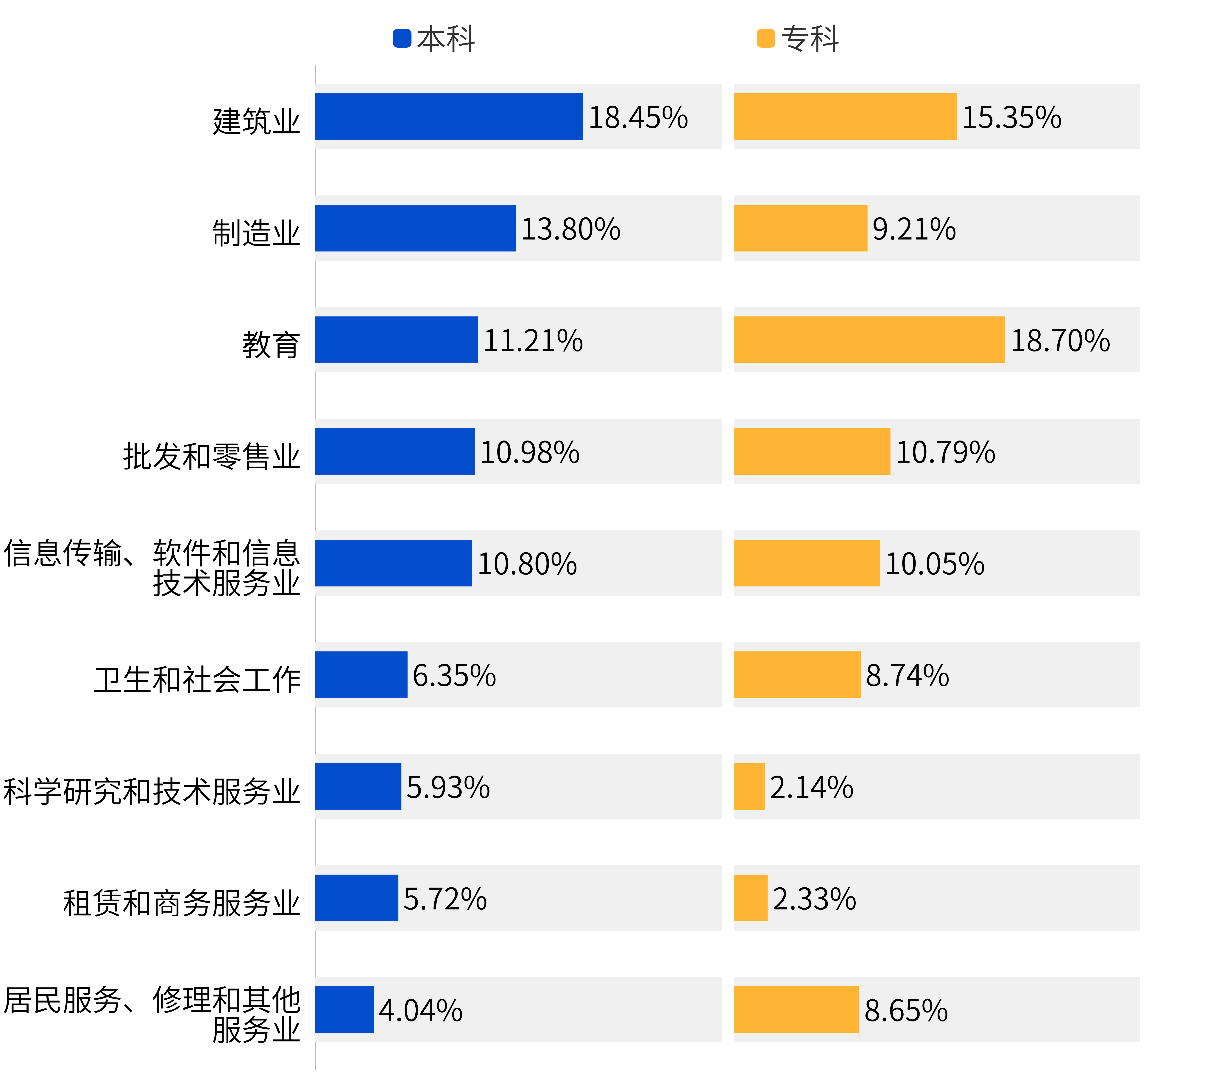 本科 专科
建筑业 18.45% 15.35%
制造业 13.80% 9.21%
教育 11.21% 18.70%
批发和零售业 10.98% 10.79%
信息传输、软件和信息
技术服务业 10.80% 10.05%
卫生和社会工作 6.35% 8.74%
科学研究和技术服务业 5.93% 2.14%
租赁和商务服务业 5.72% 2.33%
居民服务、修理和其他
服务业 4.04% 8.65%